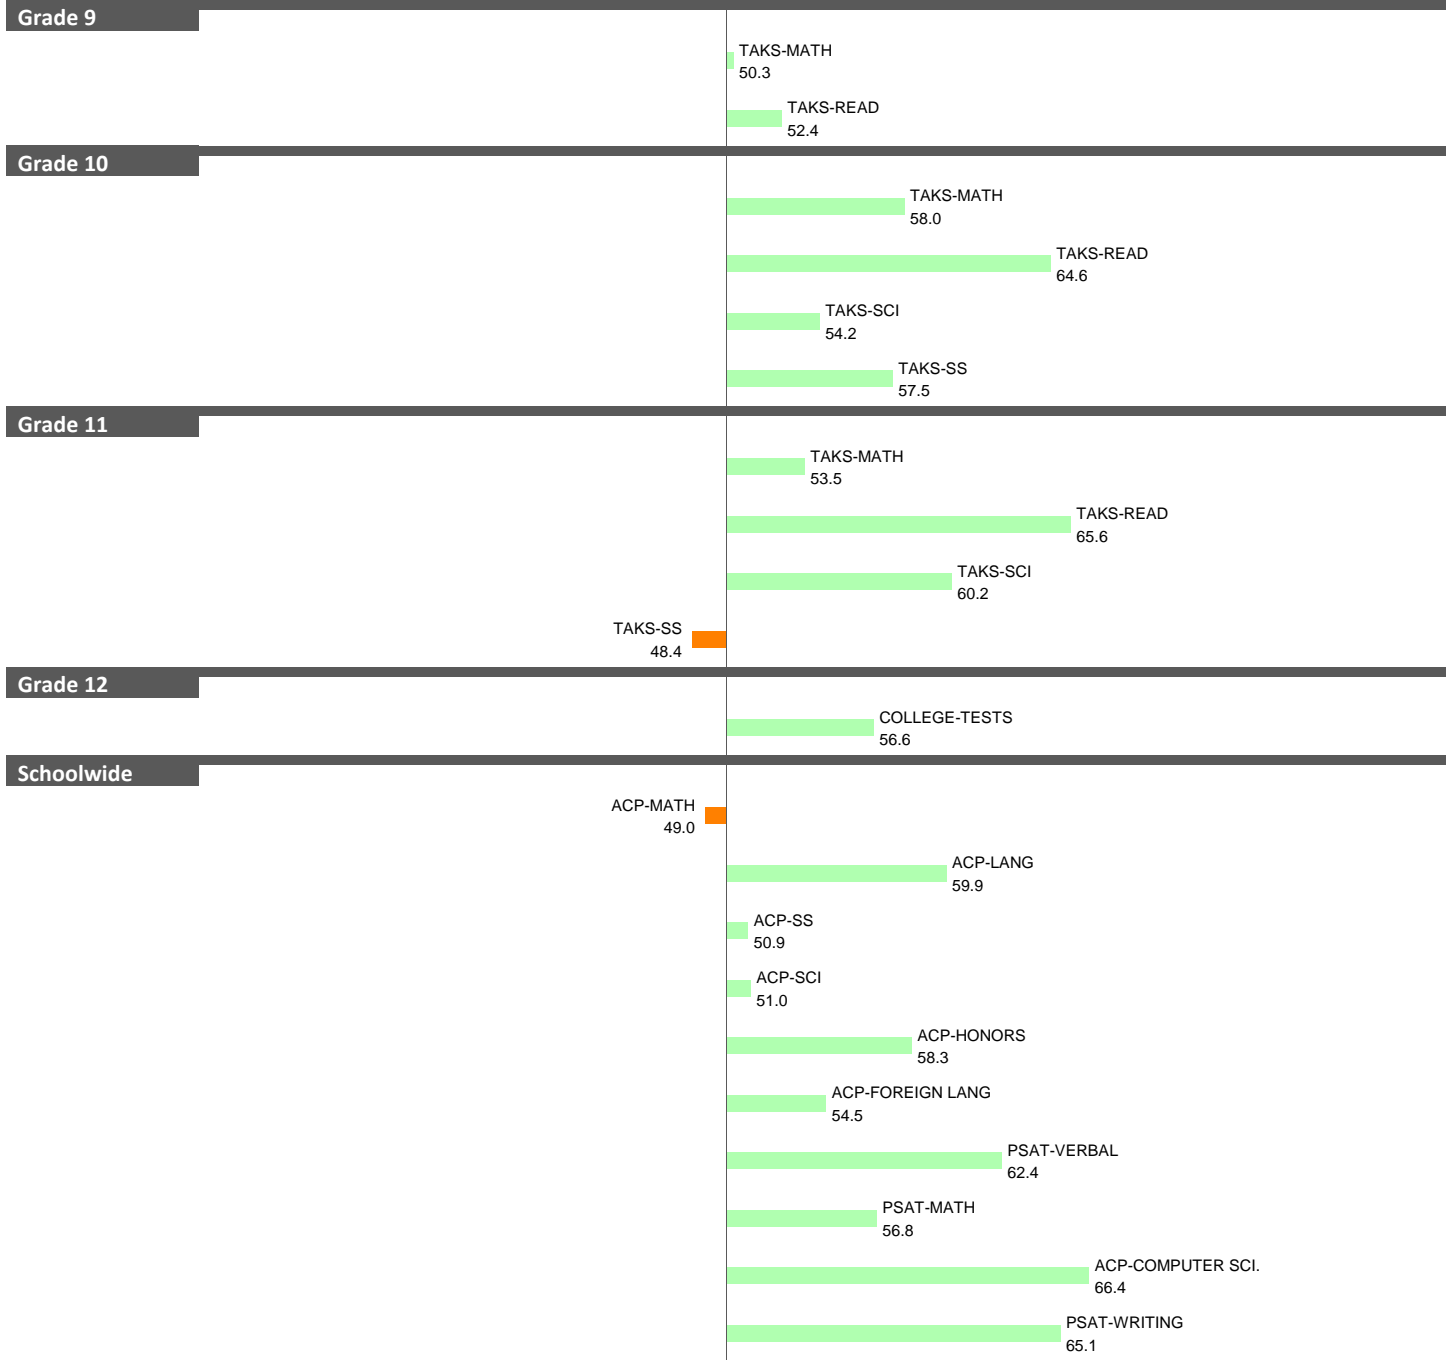 Grade 9
TAKS-MATH
50.3
TAKS-READ
52.4
Grade 10
TAKS-MATH
58.0
TAKS-READ
64.6
TAKS-SCI
54.2
TAKS-SS
57.5
Grade 11
TAKS-MATH
53.5
TAKS-READ
65.6
TAKS-SCI
60.2
TAKS-SS
48.4
Grade 12
COLLEGE-TESTS
56.6
Schoolwide
ACP-MATH
49.0
ACP-LANG
59.9
ACP-SS
50.9
ACP-SCI
51.0
ACP-HONORS
58.3
ACP-FOREIGN LANG
54.5
PSAT-VERBAL
62.4
PSAT-MATH
56.8
ACP-COMPUTER SCI.
66.4
PSAT-WRITING
65.1